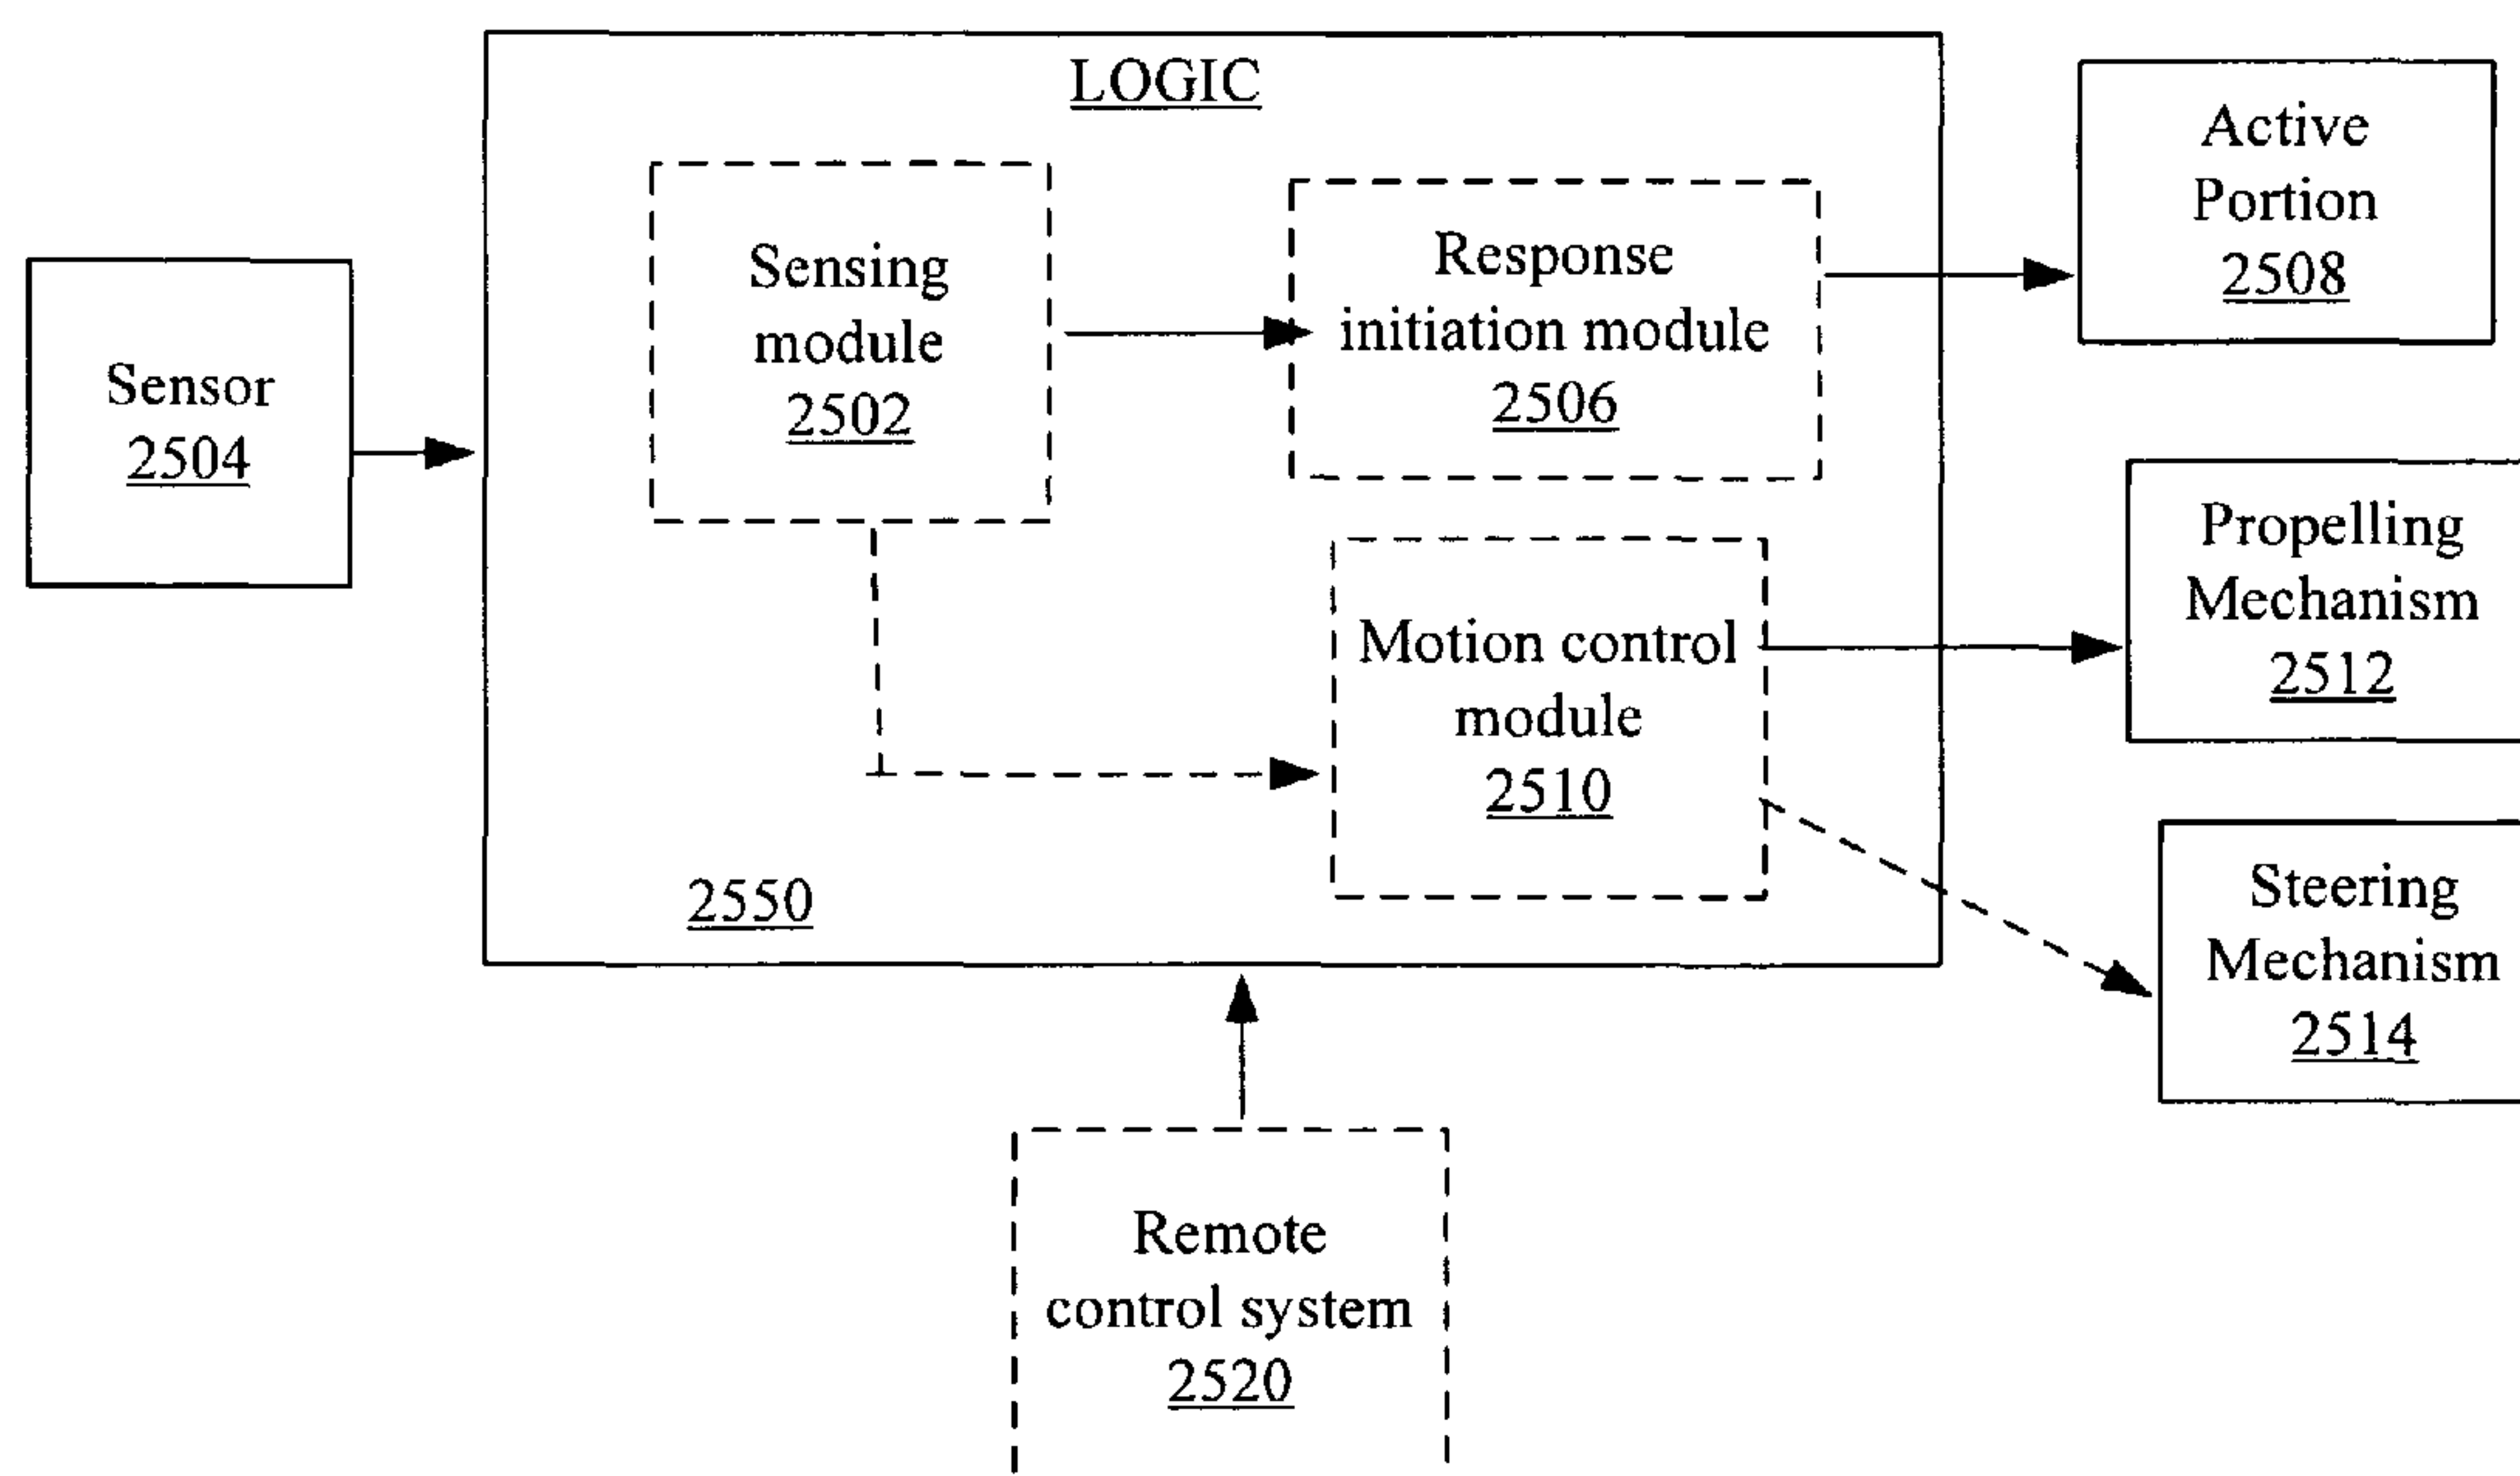 LOGIC
Sensor
2504
Sensing
module
2502
Response
initiation module
2506
Active
Portion
2508
Motion control
module
2510
Propelling
Mechanism
2512
Steering
Mechanism
2514
2550
Remote
control system
2520